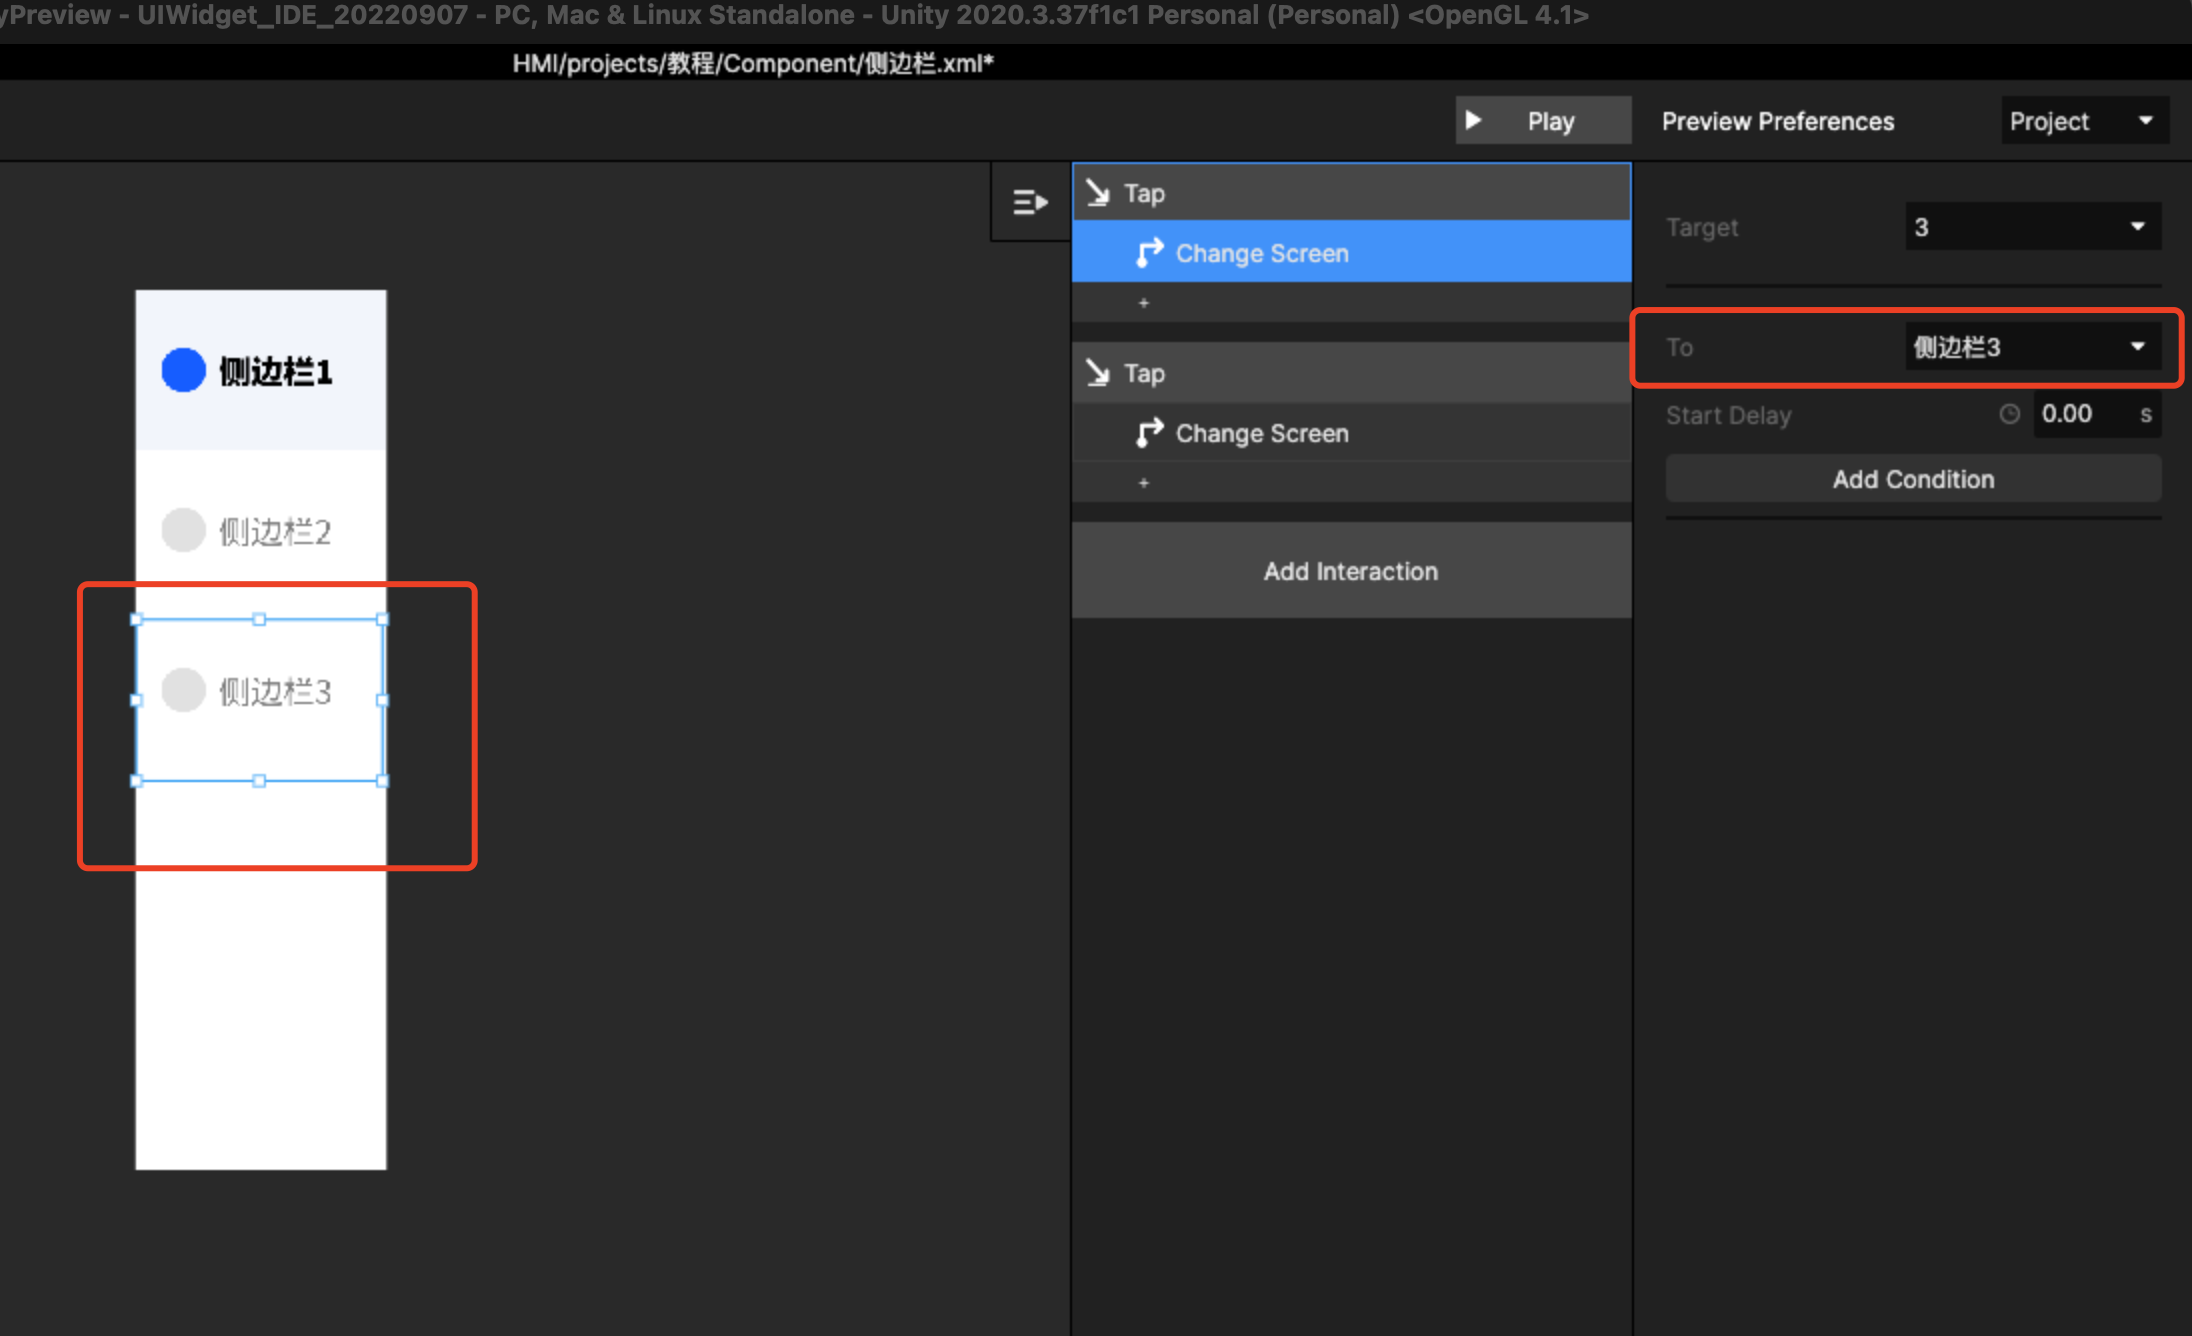 yPreview - UIWidget_IDE_20220907 - PC, Mac & Linux Standalone - Unity 2020.3.37f1c1 Personal (Personal) <OpenGL 4.1>
HMI/projects/教程/Component/侧边栏.xml*
Play
Preview Preferences
Project
侧边栏1
侧边栏2
侧边栏3
Tap
Change Screen
+
Tap
Change Screen
+
Add Interaction
Target
3
To
侧边栏3
Start Delay
0.00
s
Add Condition